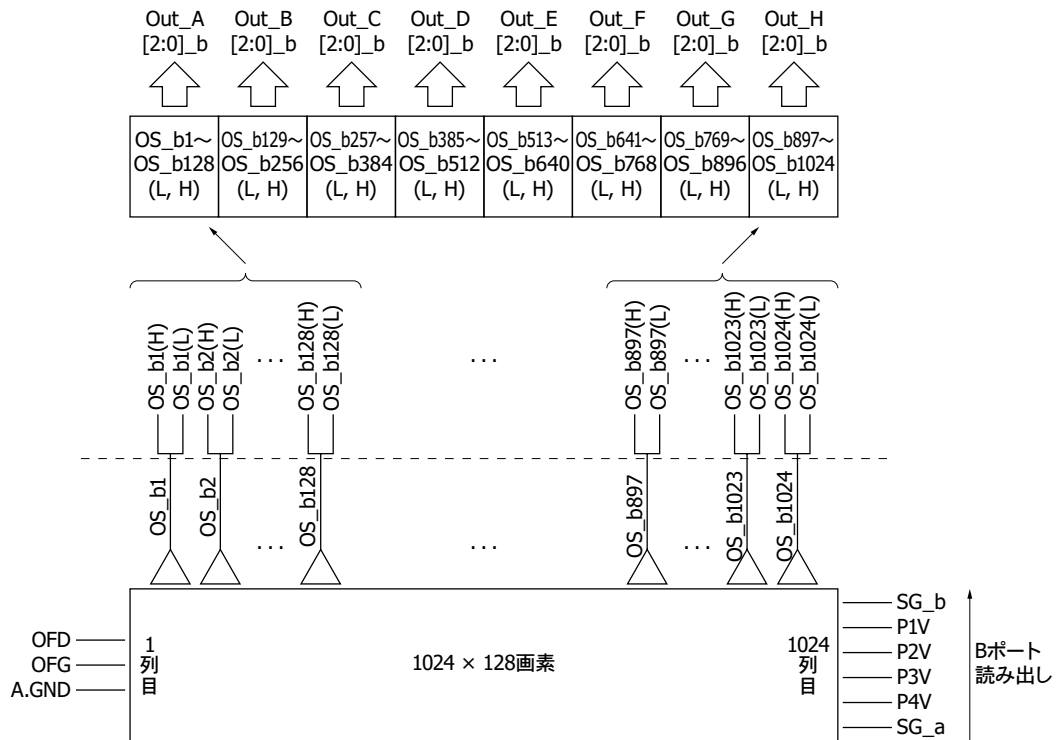 Out_A Out_B Out_C Out_D Out_E Out_F Out_G Out_H
[2:0]_b [2:0]_b [2:0]_b [2:0]_b [2:0]_b [2:0]_b [2:0]_b [2:0]_b
OS_b1～ OS_b129～ OS_b257～ OS_b385～ OS_b513～ OS_b641～ OS_b769～ OS_b897～
OS_b128 OS_b256 OS_b384 OS_b512 OS_b640 OS_b768 OS_b896 OS_b1024
(L, H) (L, H) (L, H) (L, H) (L, H) (L, H) (L, H) (L, H)
OS_b1(H)
OS_b1(L)
OS_b2(H)
OS_b2(L)
...
OS_b128(H)
OS_b128(L)
...
OS_b897(H)
OS_b897(L)
...
OS_b1023(H)
OS_b1023(L)
OS_b1024(H)
OS_b1024(L)
OS_b1
OS_b2
...
OS_b128
...
OS_b897
...
OS_b1023
OS_b1024
OFD
OFG
A.GND
1
列
目
1024 × 128画素
1024
列
目
SG_b
P1V
P2V
P3V
P4V
SG_a
Bポート
読み出し